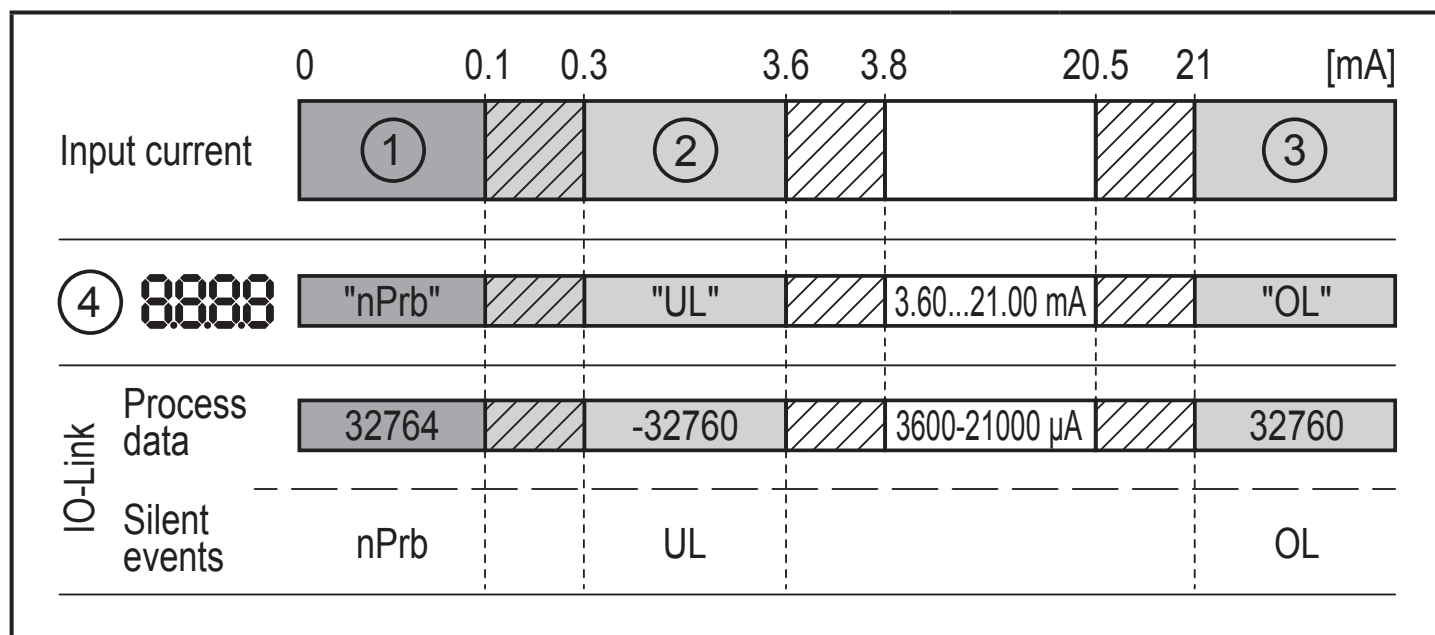 0 0.1 0.3 3.6 3.8 20.5 21 [mA]
Input current 1 2 3
4 8.8.8.8 "nPrb" "UL" 3.60...21.00 mA "OL"
IO-Link
Process
data
32764 -32760 3600-21000 µA 32760
Silent
events
nPrb UL OL